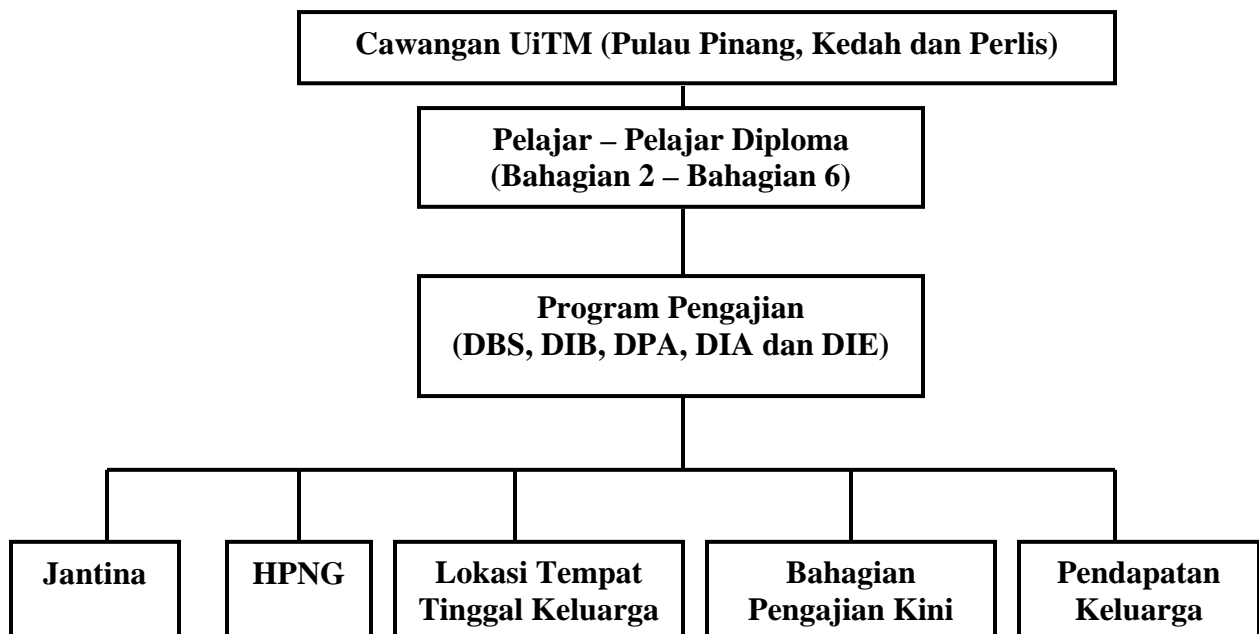 Cawangan UiTM (Pulau Pinang, Kedah dan Perlis)
Pelajar – Pelajar Diploma
(Bahagian 2 – Bahagian 6)
Program Pengajian
(DBS, DIB, DPA, DIA dan DIE)
Jantina
HPNG
Lokasi Tempat
Tinggal Keluarga
Bahagian
Pengajian Kini
Pendapatan
Keluarga